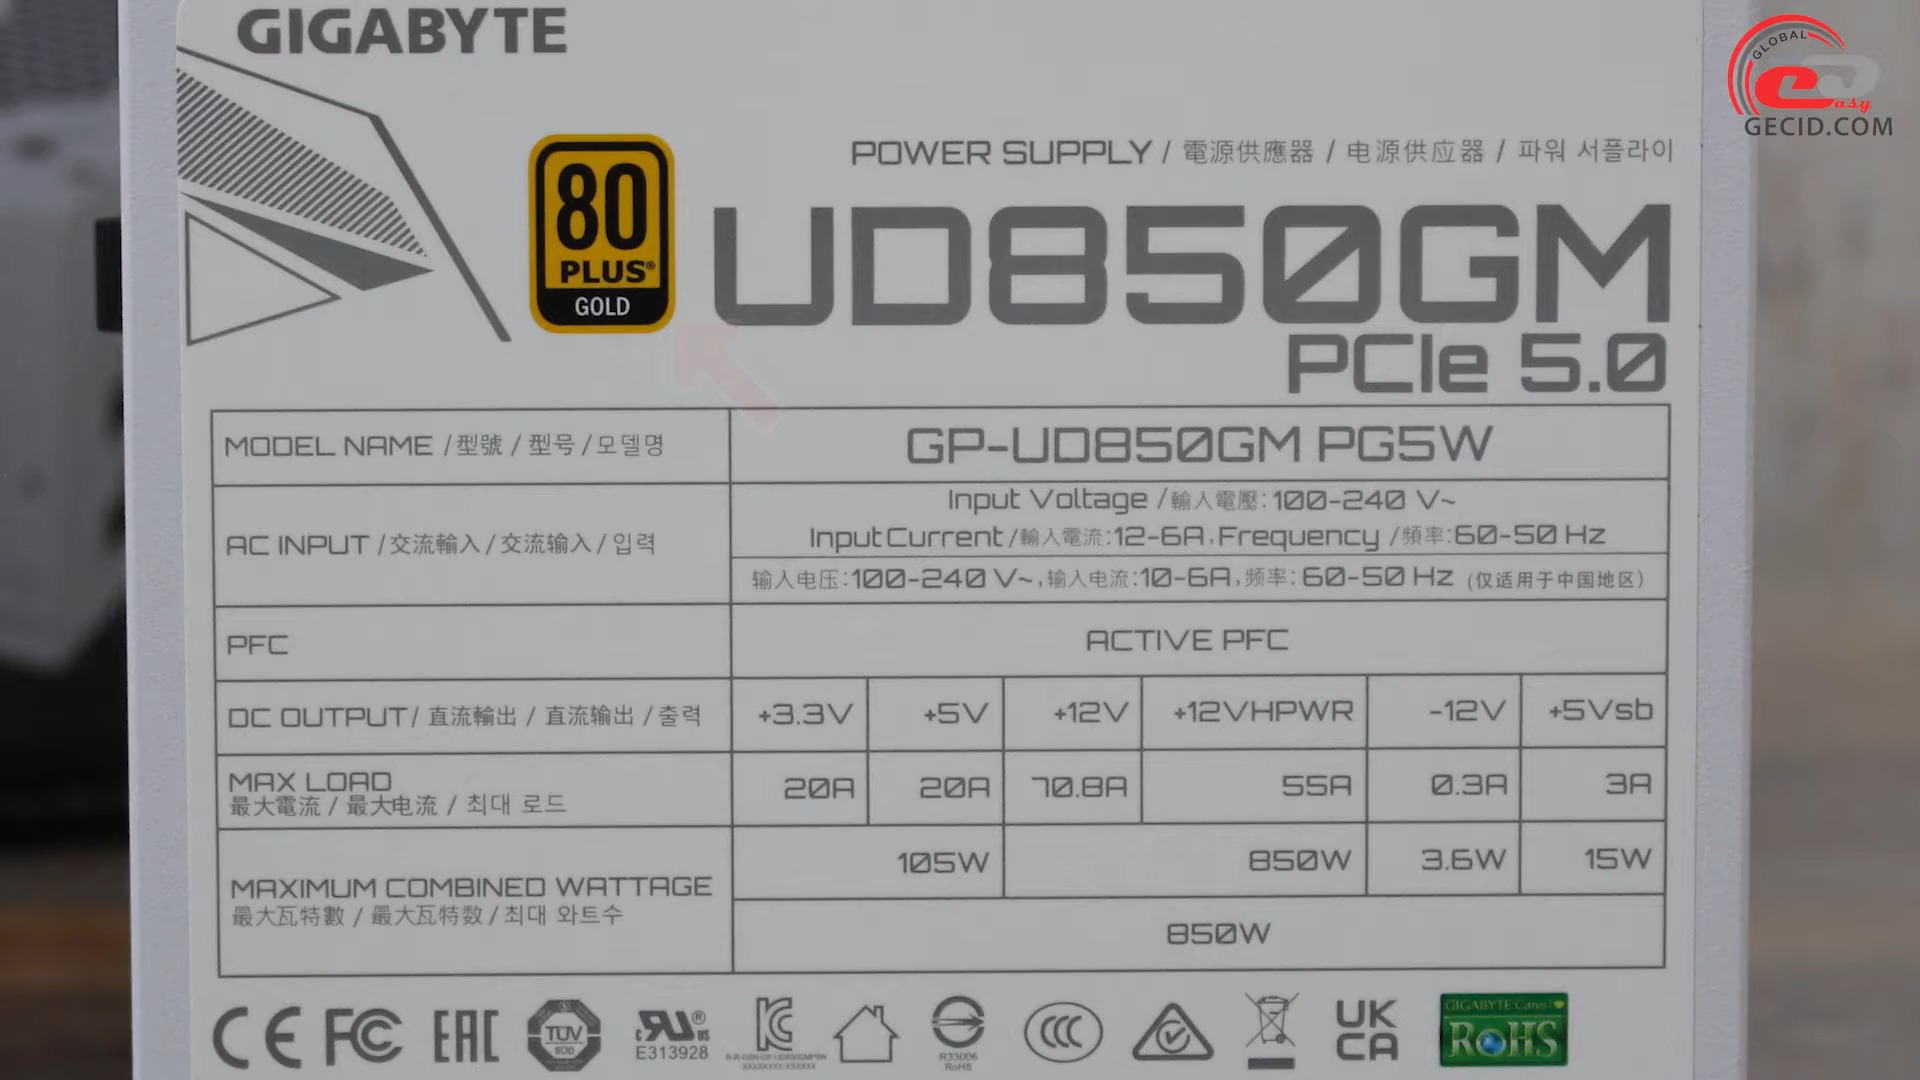 GIGABYTE
GLOBAL
easy
GECID.COM
80
PLUS®
GOLD
POWER SUPPLY / 電源供應器 / 电源供应器 / 파워 서플라이
UD850GM
PCIe 5.0
MODEL NAME / 型號 / 型号 / 모델명
GP-UD850GM PG5W
AC INPUT / 交流輸入 / 交流输入 / 입력
Input Voltage / 輸入電壓: 100-240 V~
Input Current / 輸入電流: 12-6A, Frequency / 頻率: 60-50 Hz
输入电压: 100-240 V~, 输入电流: 10-6A, 频率: 60-50 Hz (仅适用于中国地区)
PFC
ACTIVE PFC
DC OUTPUT / 直流輸出 / 直流输出 / 출력
+3.3V +5V +12V +12VHPWR -12V +5Vsb
MAX LOAD
最大電流 / 最大电流 / 최대 로드
20A 20A 70.8A 55A 0.3A 3A
MAXIMUM COMBINED WATTAGE
最大瓦特數 / 最大瓦特数 / 최대 와트수
105W 850W 3.6W 15W
850W
CE FC EAC
TÜV
SÜD
c RU® us
E313928
KC
R33006
RoHS
CCC
UK
CA
GIGABYTE Cares!
RoHS